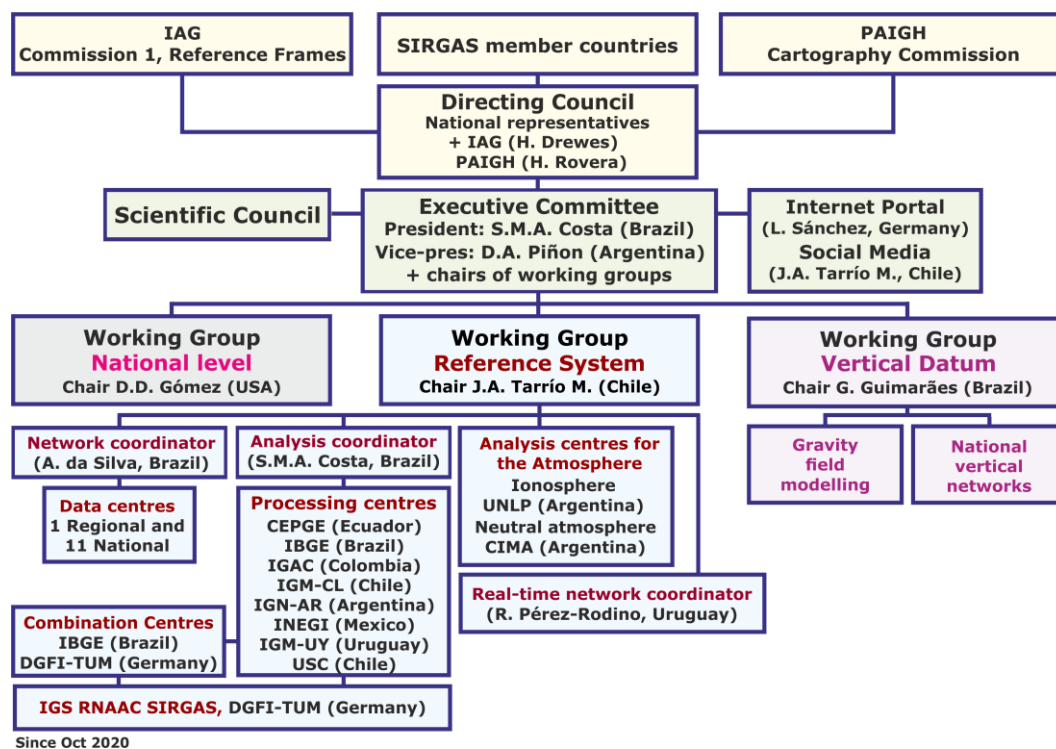 IAG
Commission 1, Reference Frames
SIRGAS member countries
PAIGH
Cartography Commission
Directing Council
National representatives
+ IAG (H. Drewes)
PAIGH (H. Rovera)
Scientific Council
Executive Committee
President: S.M.A. Costa (Brazil)
Vice-pres: D.A. Piñon (Argentina)
+ chairs of working groups
Internet Portal
(L. Sánchez, Germany)
Social Media
(J.A. Tarrío M., Chile)
Working Group
National level
Chair D.D. Gómez (USA)
Working Group
Reference System
Chair J.A. Tarrío M. (Chile)
Working Group
Vertical Datum
Chair G. Guimarães (Brazil)
Network coordinator
(A. da Silva, Brazil)
Analysis coordinator
(S.M.A. Costa, Brazil)
Analysis centres for
the Atmosphere
Ionosphere
UNLP (Argentina)
Neutral atmosphere
CIMA (Argentina)
Gravity
field
modelling
National
vertical
networks
Data centres
1 Regional and
11 National
Processing centres
CEPGE (Ecuador)
IBGE (Brazil)
IGAC (Colombia)
IGM-CL (Chile)
IGN-AR (Argentina)
INEGI (Mexico)
IGM-UY (Uruguay)
USC (Chile)
Real-time network coordinator
(R. Pérez-Rodino, Uruguay)
Combination Centres
IBGE (Brazil)
DGFI-TUM (Germany)
IGS RNAAC SIRGAS, DGFI-TUM (Germany)
Since Oct 2020